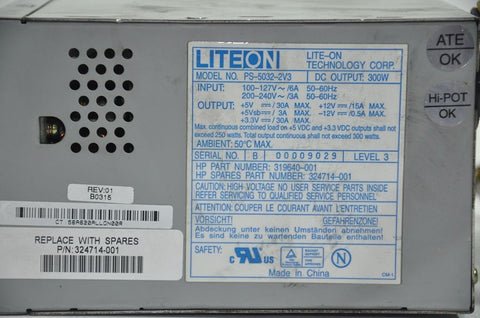 LITEON
LITE-ON
TECHNOLOGY CORP.
MODEL NO. PS-5032-2V3
DC OUTPUT: 300W
INPUT: 100-127V~/6A 50-60Hz
200-240V~/3A 50-60Hz
OUTPUT: +5V ⎓/30A MAX. +12V⎓/15A MAX.
+5Vsb⎓/ 3A MAX. -12V⎓/0.5A MAX.
+3.3V ⎓/30A MAX.
Max. continuous combined load on +5 VDC and +3.3 VDC outputs shall not
exceed 250 watts. Total continuous output shall not exceed 300 watts.
AMBIENT: 50°C MAX.
SERIAL NO. B 00009029 LEVEL 3
HP PART NUMBER: 319640-001
HP SPARES PART NUMBER: 324714-001
CAUTION: HIGH VOLTAGE NO USER SERVICE PARTS INSIDE
REFER SERVICING TO QUALIFIED SERVICE PERSONNEL
ATTENTION: COUPER LE COURANT AVANT L'ENTRETIEN
VORSICHT! GEFAHRENZONE!
Abdeckung unter keinen Umständen abnehmen!
Es sind keine zu wartenden Teile vorhanden!
SAFETY:
Made in China
CM-1
ATE
OK
Hi-POT
OK
REV:01
B0315
REPLACE WITH SPARES
P/N:324714-001